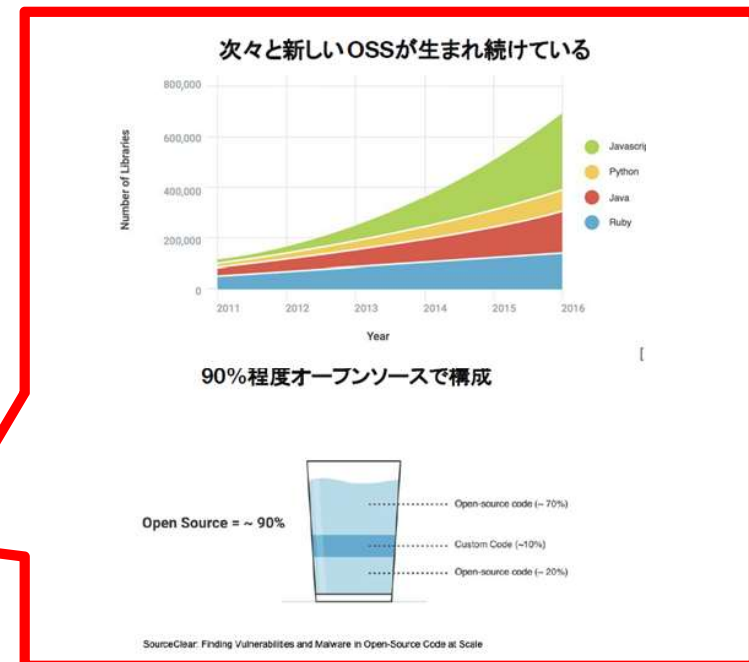 次々と新しいOSSが生まれ続けている
Number of Libraries
800,000
600,000
400,000
200,000
0
2011 2012 2013 2014 2015 2016
Year
Javascrip
Python
Java
Ruby
[
90%程度オープンソースで構成
Open Source = ~ 90%
Open-source code (~ 70%)
Custom Code (~10%)
Open-source code (~ 20%)
SourceClear: Finding Vulnerabilities and Malware in Open-Source Code at Scale